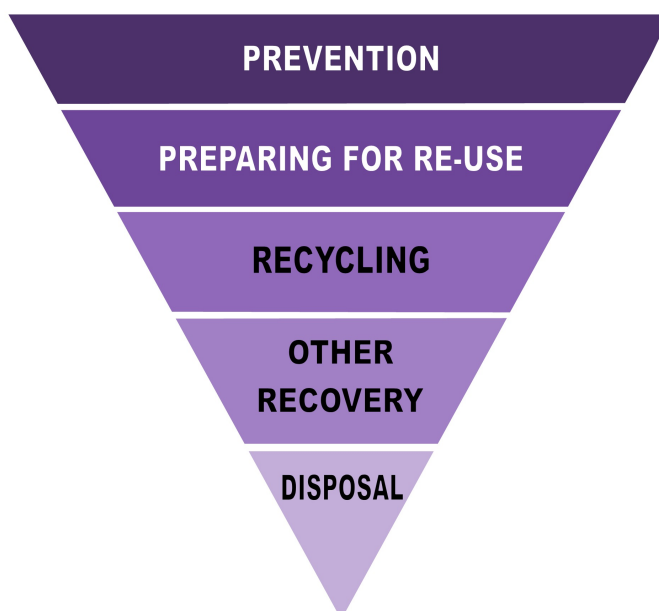 PREVENTION
PREPARING FOR RE-USE
RECYCLING
OTHER
RECOVERY
DISPOSAL